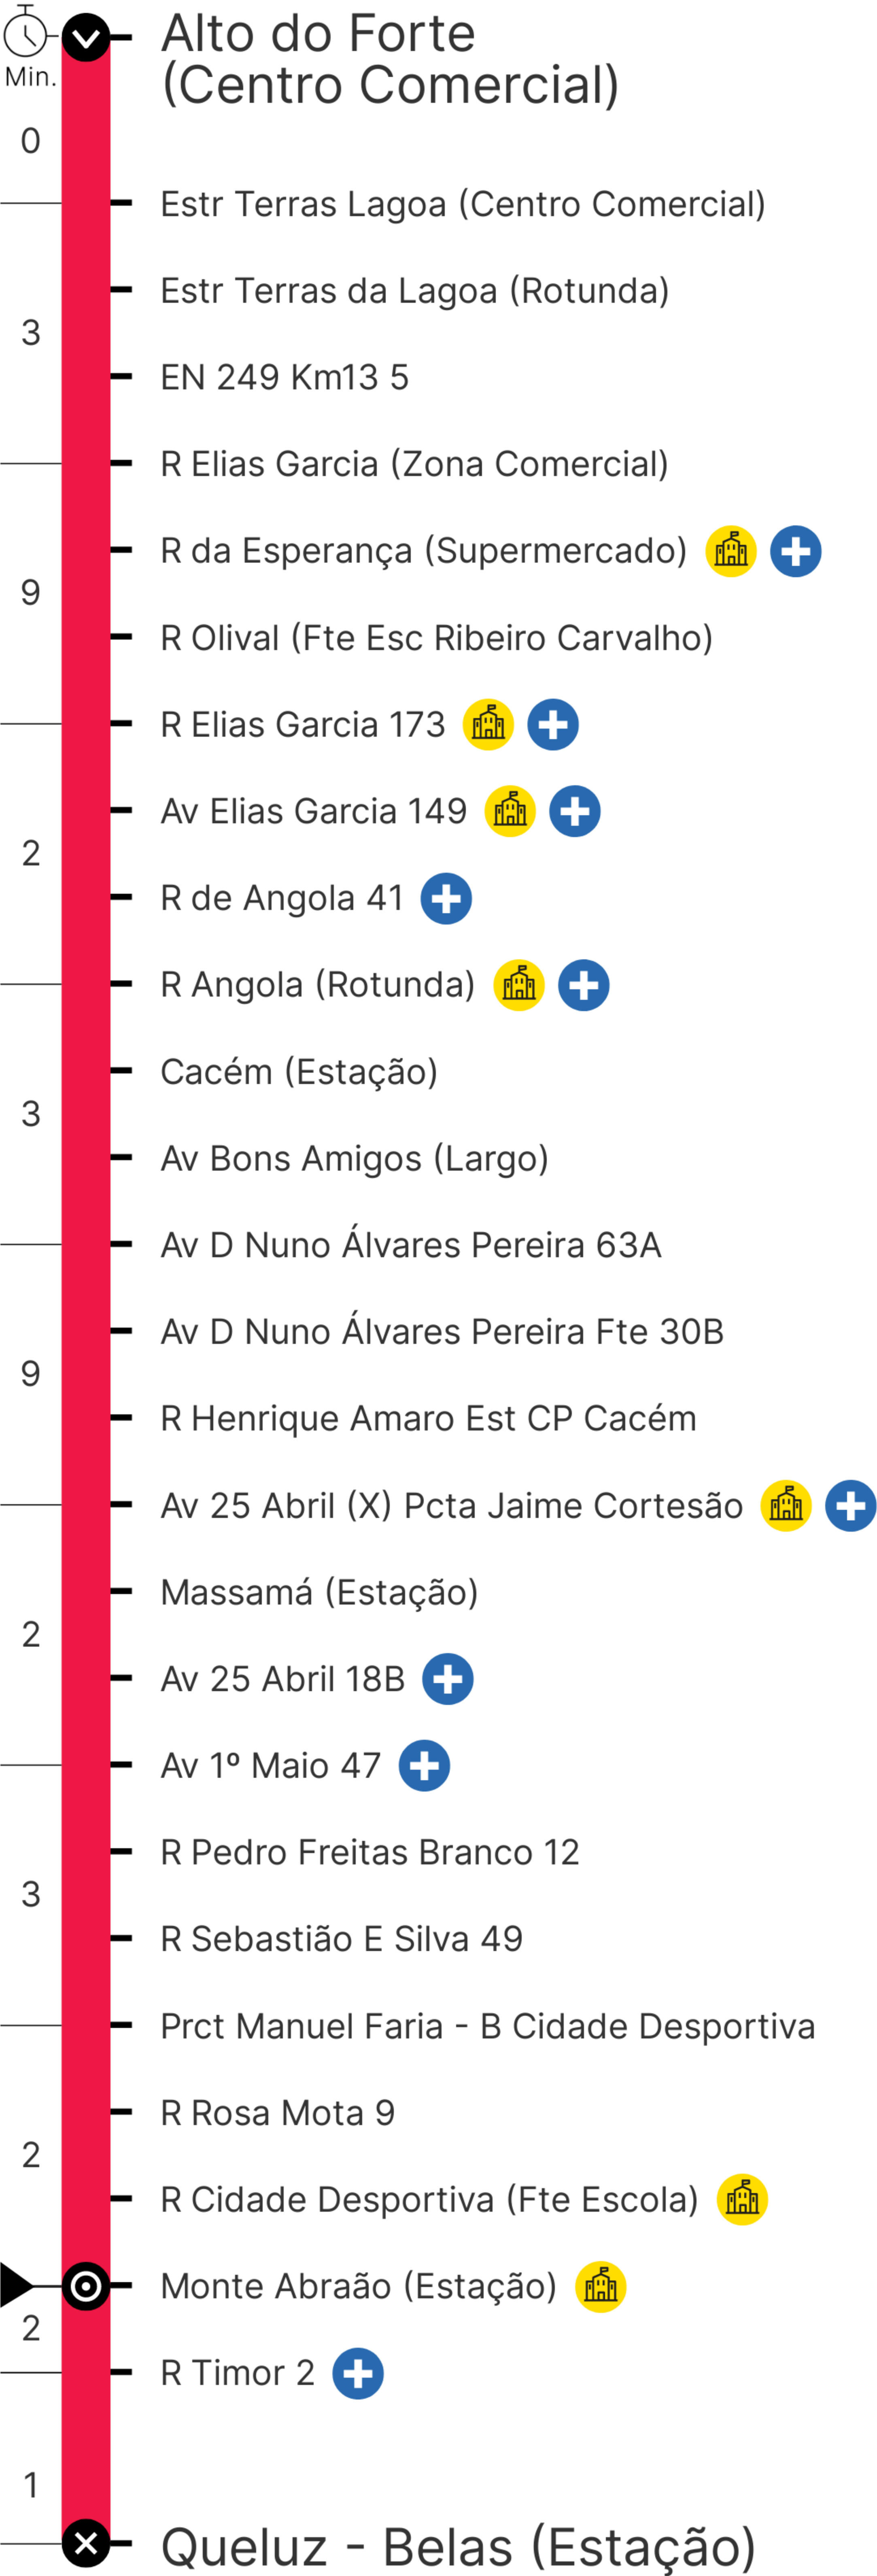 Min.
Alto do Forte
(Centro Comercial)
0
Estr Terras Lagoa (Centro Comercial)
Estr Terras da Lagoa (Rotunda)
3
EN 249 Km13 5
R Elias Garcia (Zona Comercial)
R da Esperança (Supermercado)
9
R Olival (Fte Esc Ribeiro Carvalho)
R Elias Garcia 173
Av Elias Garcia 149
2
R de Angola 41
R Angola (Rotunda)
Cacém (Estação)
3
Av Bons Amigos (Largo)
Av D Nuno Álvares Pereira 63A
Av D Nuno Álvares Pereira Fte 30B
9
R Henrique Amaro Est CP Cacém
Av 25 Abril (X) Pcta Jaime Cortesão
Massamá (Estação)
2
Av 25 Abril 18B
Av 1º Maio 47
R Pedro Freitas Branco 12
3
R Sebastião E Silva 49
Prct Manuel Faria - B Cidade Desportiva
R Rosa Mota 9
2
R Cidade Desportiva (Fte Escola)
Monte Abraão (Estação)
2
R Timor 2
1
Queluz - Belas (Estação)